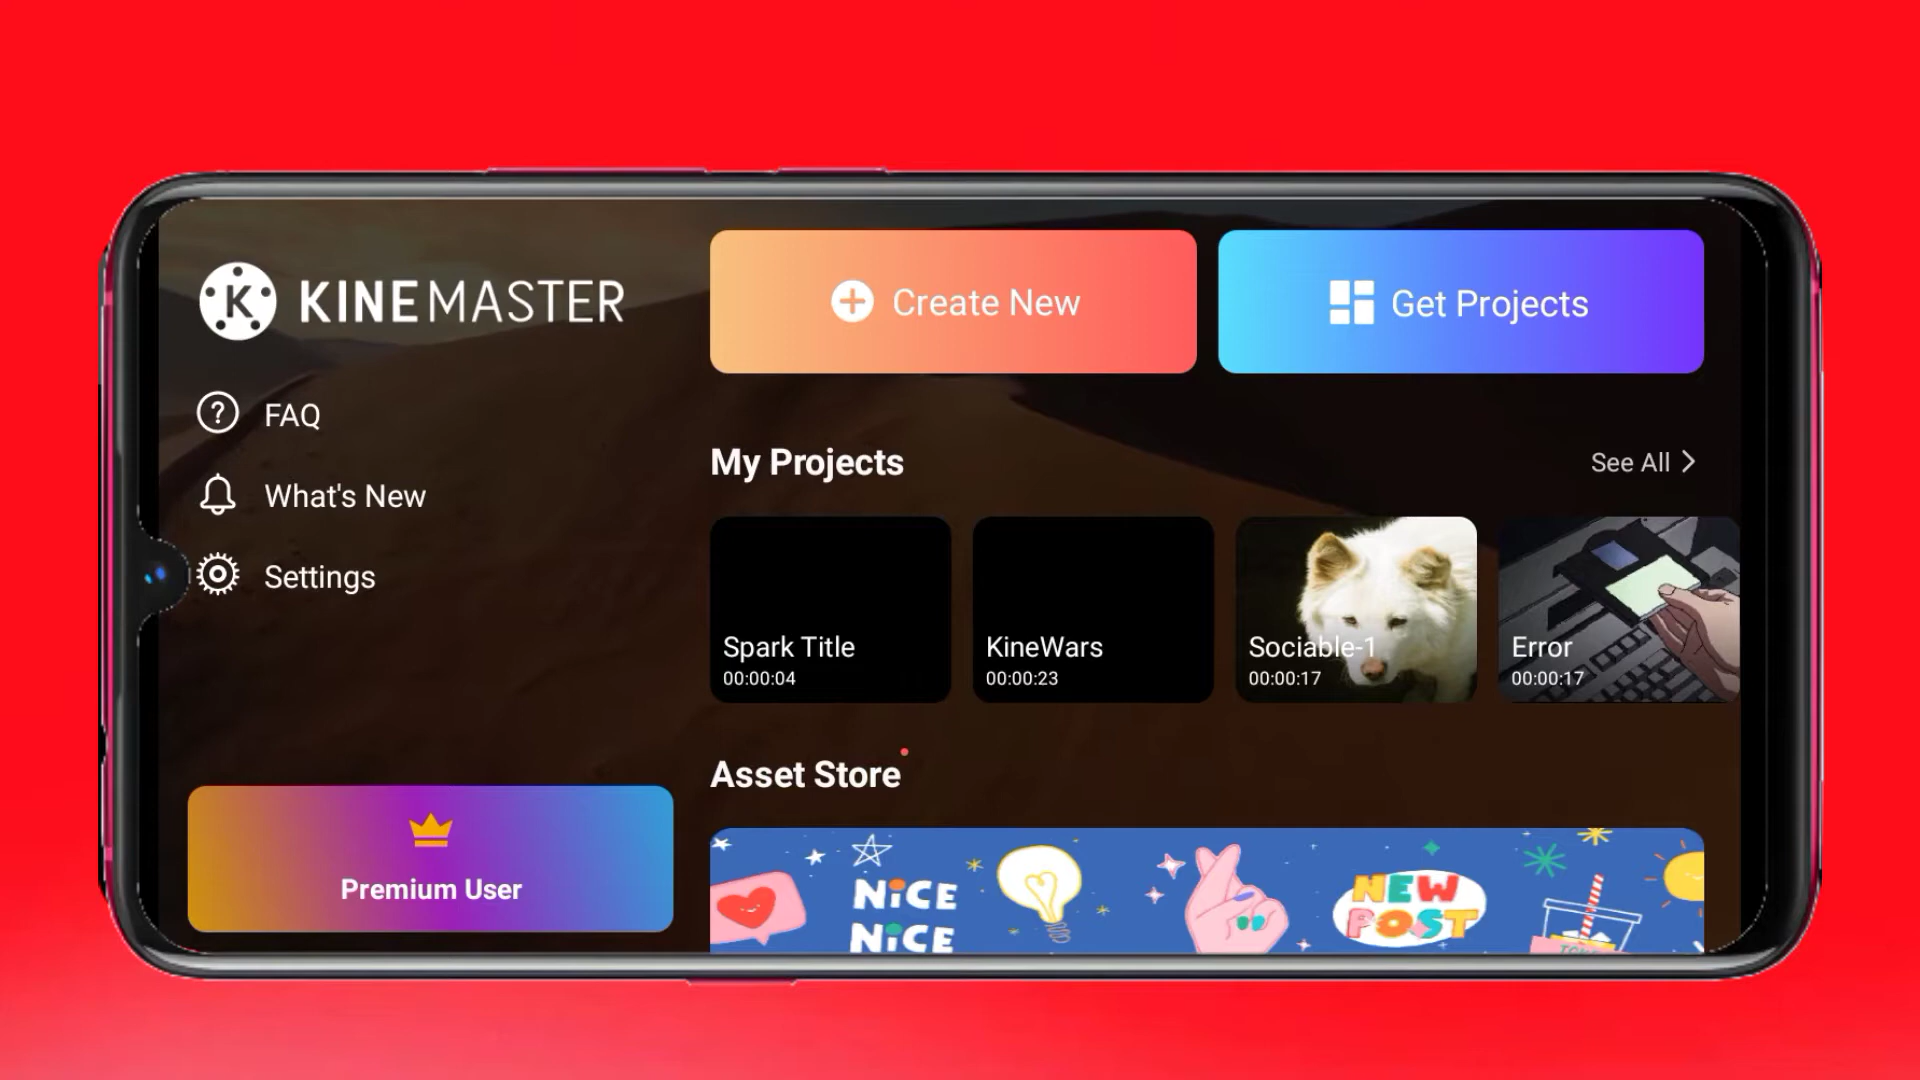 KINEMASTER
FAQ
What's New
Settings
Premium User
Create New
Get Projects
My Projects
See All
Spark Title
00:00:04
KineWars
00:00:23
Sociable-1
00:00:17
Error
00:00:17
Asset Store
NiCE
NiCE
NEW
POST